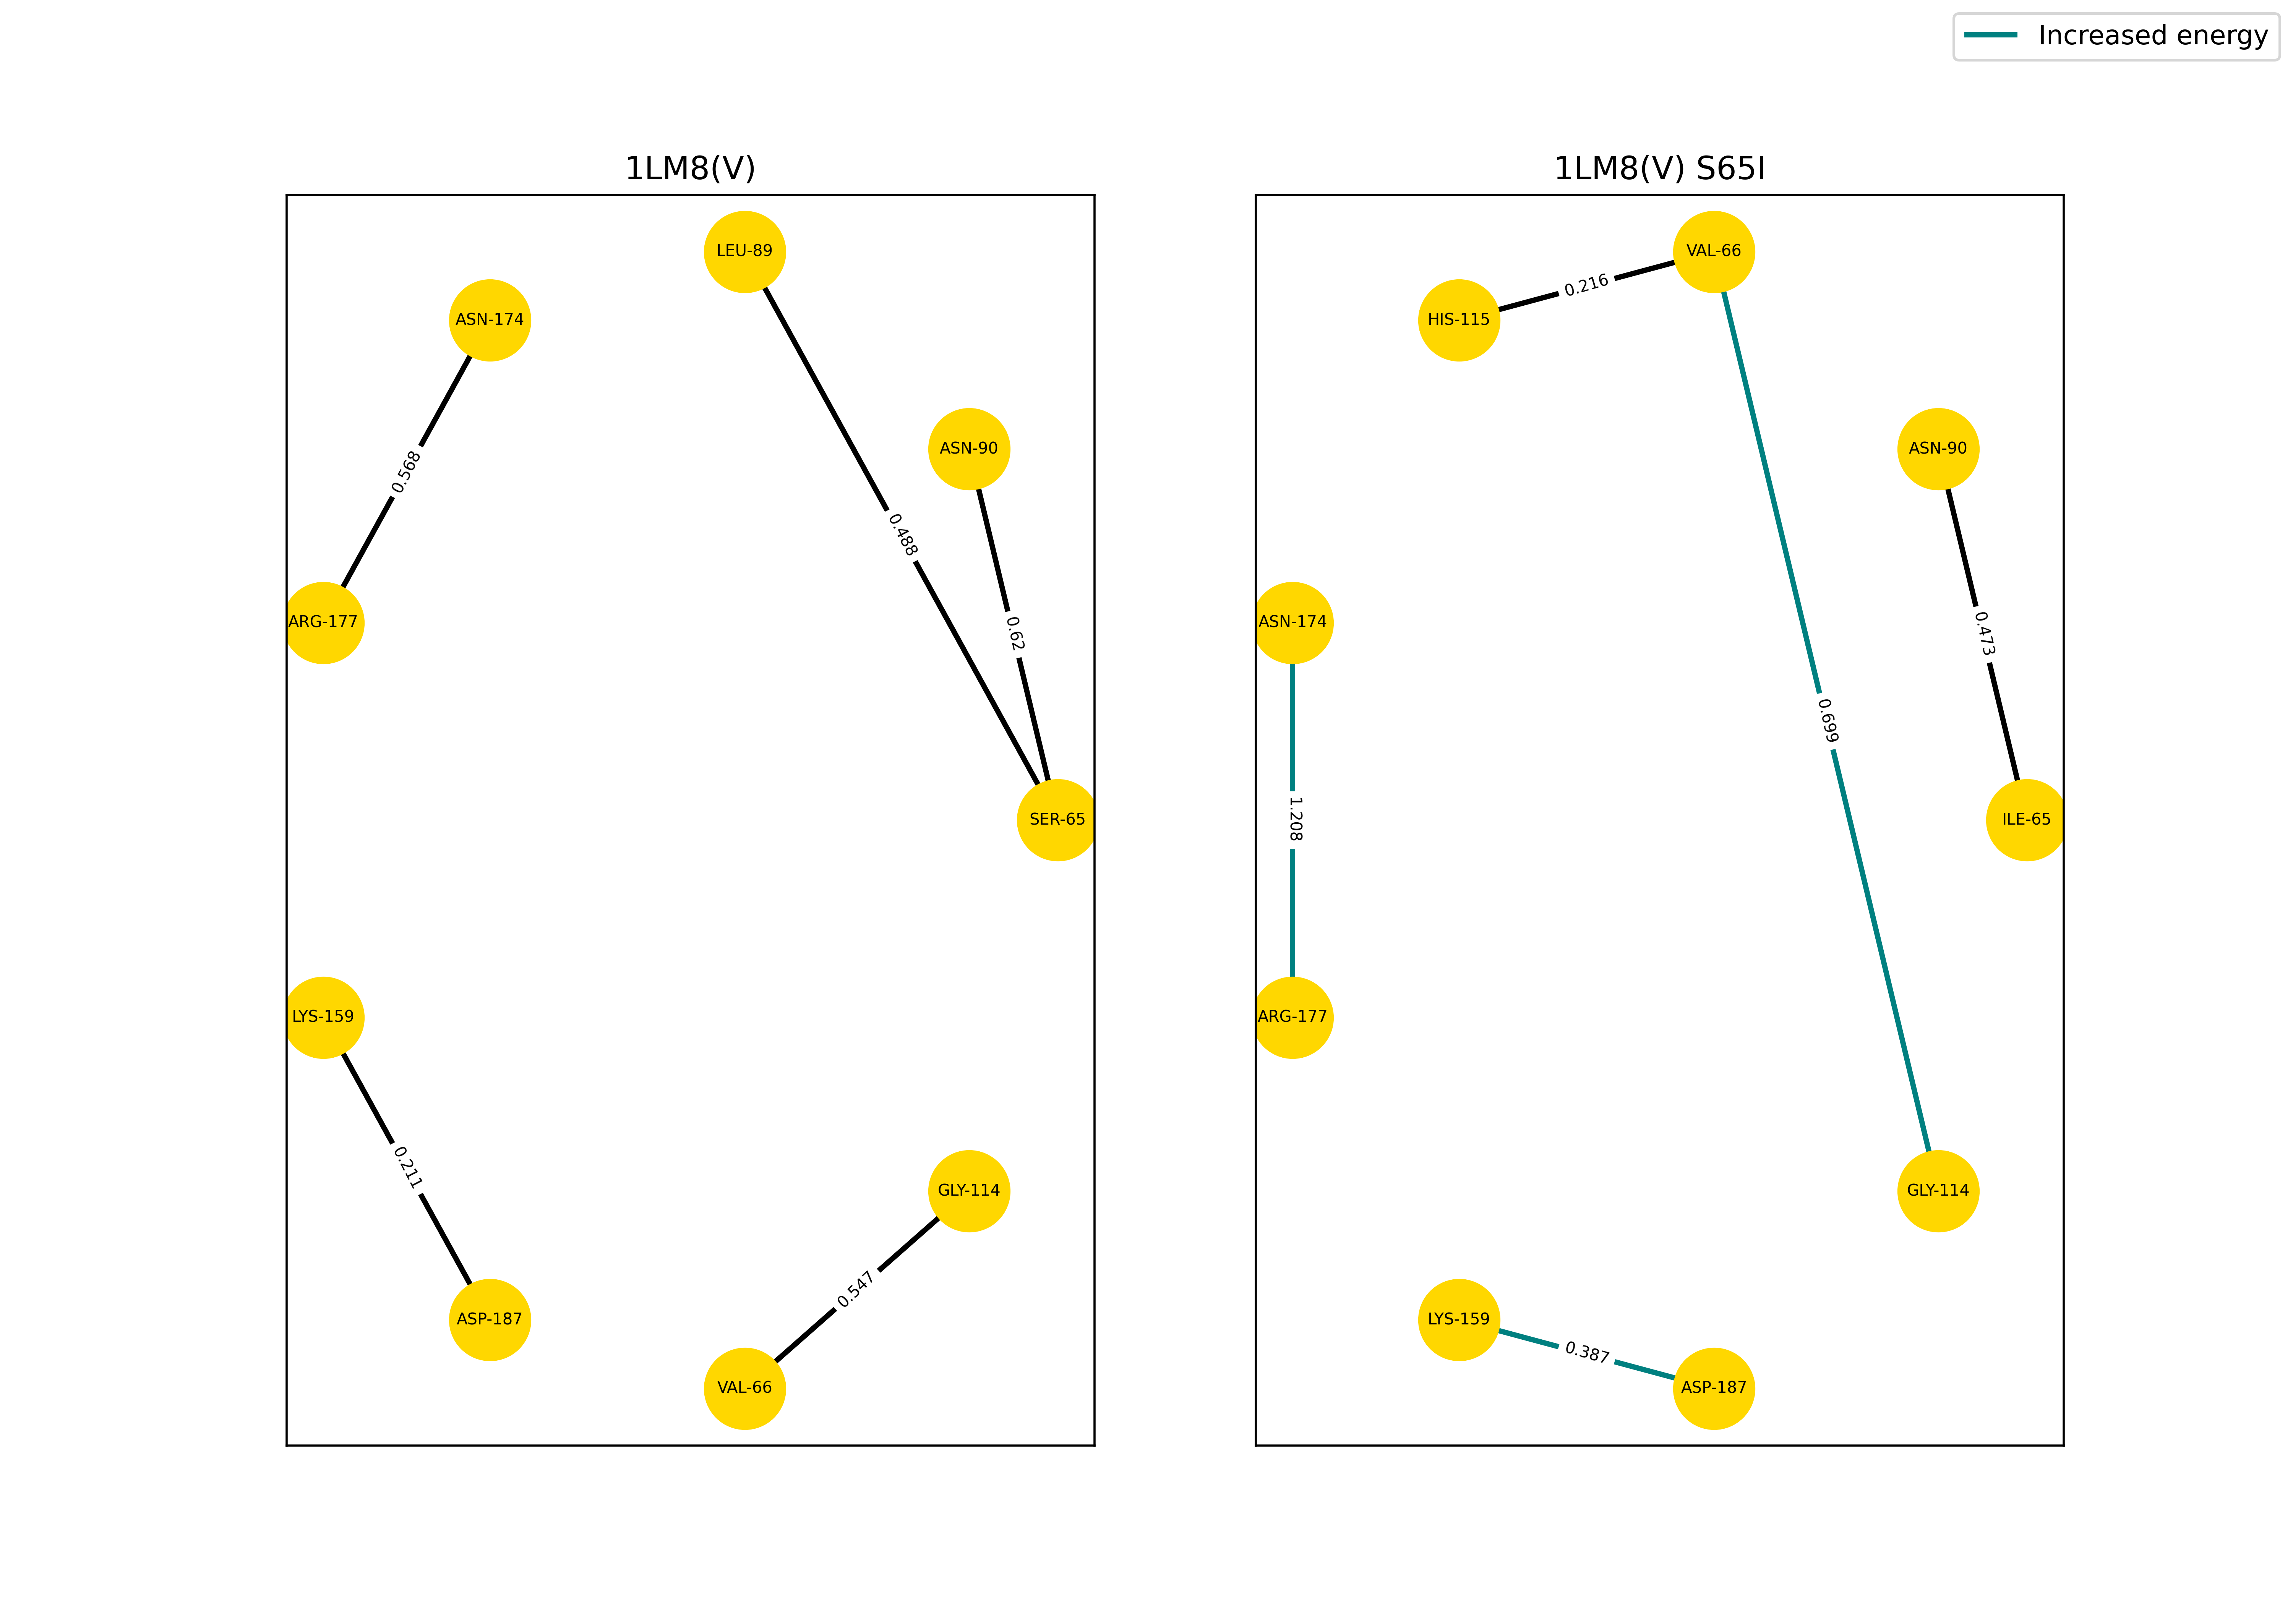 Increased energy
1LM8(V)
LEU-89
ASN-174
ASN-90
0.568
0.488
ARG-177
0.62
SER-65
LYS-159
0.211
GLY-114
0.547
ASP-187
VAL-66
1LM8(V) S65I
VAL-66
0.216
HIS-115
ASN-90
ASN-174
0.473
0.699
1.208
ILE-65
ARG-177
GLY-114
LYS-159
0.387
ASP-187